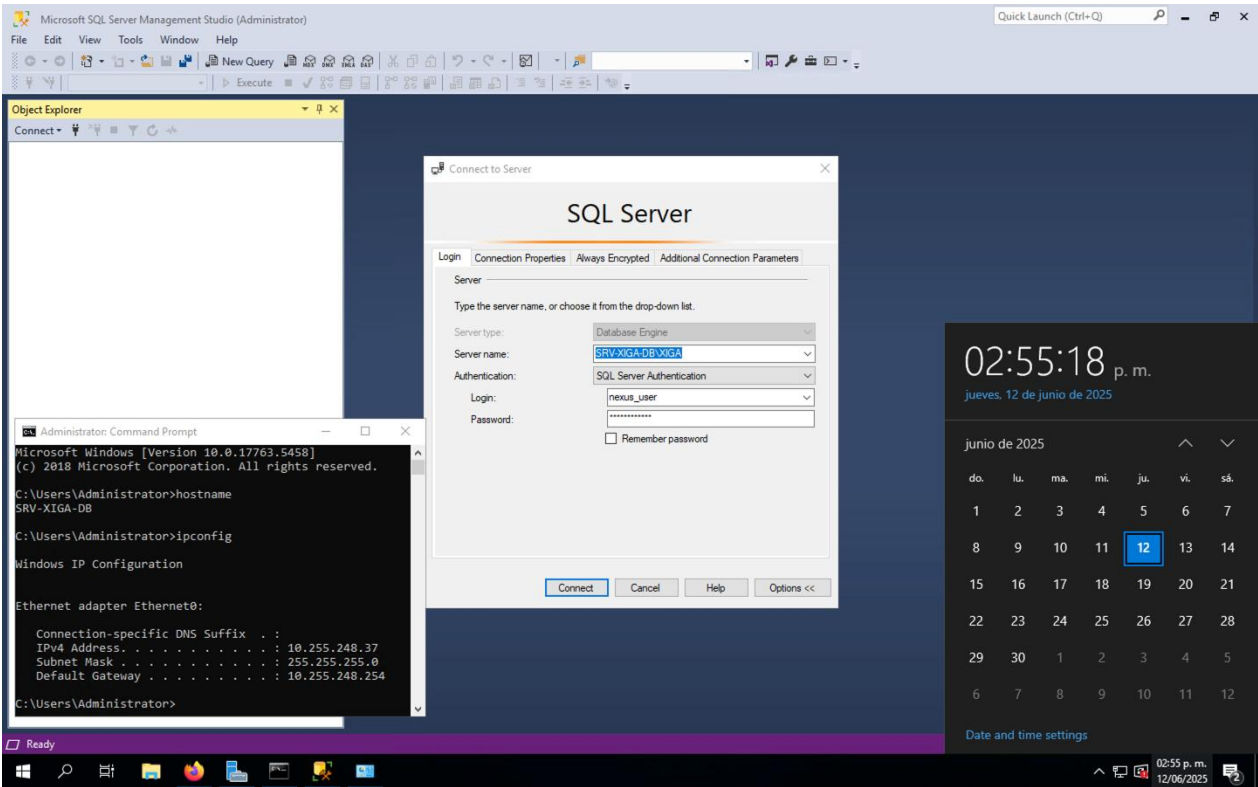 Microsoft SQL Server Management Studio (Administrator)
Quick Launch (Ctrl+Q)
File Edit View Tools Window Help
New Query
Execute
Object Explorer
Connect
Connect to Server
SQL Server
Login Connection Properties Always Encrypted Additional Connection Parameters
Server
Type the server name, or choose it from the drop-down list.
Server type: Database Engine
Server name: SRV-XIGA-DB\XIGA
Authentication: SQL Server Authentication
Login: nexus_user
Password: ************
Remember password
Connect Cancel Help Options <<
Administrator: Command Prompt
Microsoft Windows [Version 10.0.17763.5458]
(c) 2018 Microsoft Corporation. All rights reserved.
C:\Users\Administrator>hostname
SRV-XIGA-DB
C:\Users\Administrator>ipconfig
Windows IP Configuration
Ethernet adapter Ethernet0:
Connection-specific DNS Suffix . :
IPv4 Address. . . . . . . . . . . : 10.255.248.37
Subnet Mask . . . . . . . . . . . : 255.255.255.0
Default Gateway . . . . . . . . . : 10.255.248.254
C:\Users\Administrator>
02:55:18 p. m.
jueves, 12 de junio de 2025
junio de 2025
do. lu. ma. mi. ju. vi. sá.
1 2 3 4 5 6 7
8 9 10 11 12 13 14
15 16 17 18 19 20 21
22 23 24 25 26 27 28
29 30 1 2 3 4 5
6 7 8 9 10 11 12
Date and time settings
Ready
02:55 p. m.
12/06/2025
2